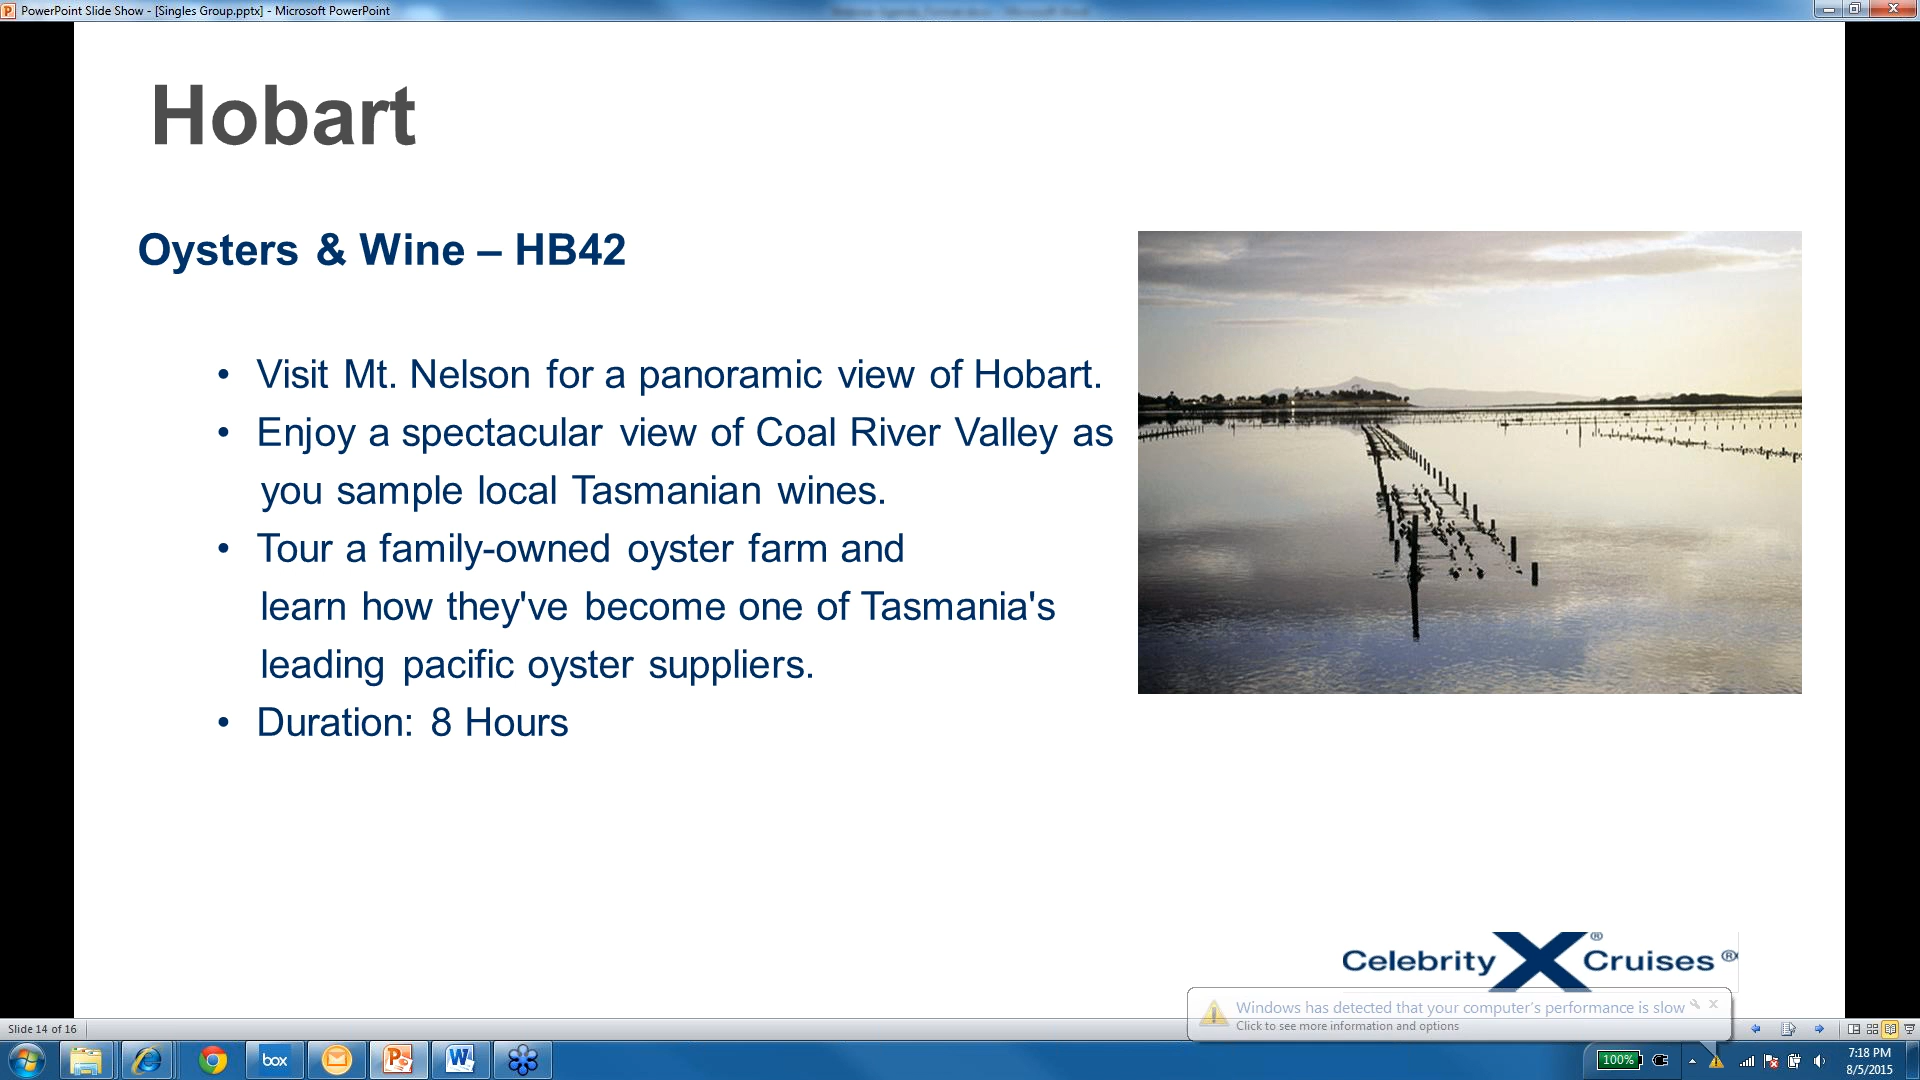 PowerPoint Slide Show - [Singles Group.pptx] - Microsoft PowerPoint
Hobart
Oysters & Wine – HB42
• Visit Mt. Nelson for a panoramic view of Hobart.
• Enjoy a spectacular view of Coal River Valley as
you sample local Tasmanian wines.
• Tour a family-owned oyster farm and
learn how they've become one of Tasmania's
leading pacific oyster suppliers.
• Duration: 8 Hours
Celebrity X® Cruises®
Windows has detected that your computer's performance is slow
Click to see more information and options
Slide 14 of 16
box
100%
7:18 PM
8/5/2015